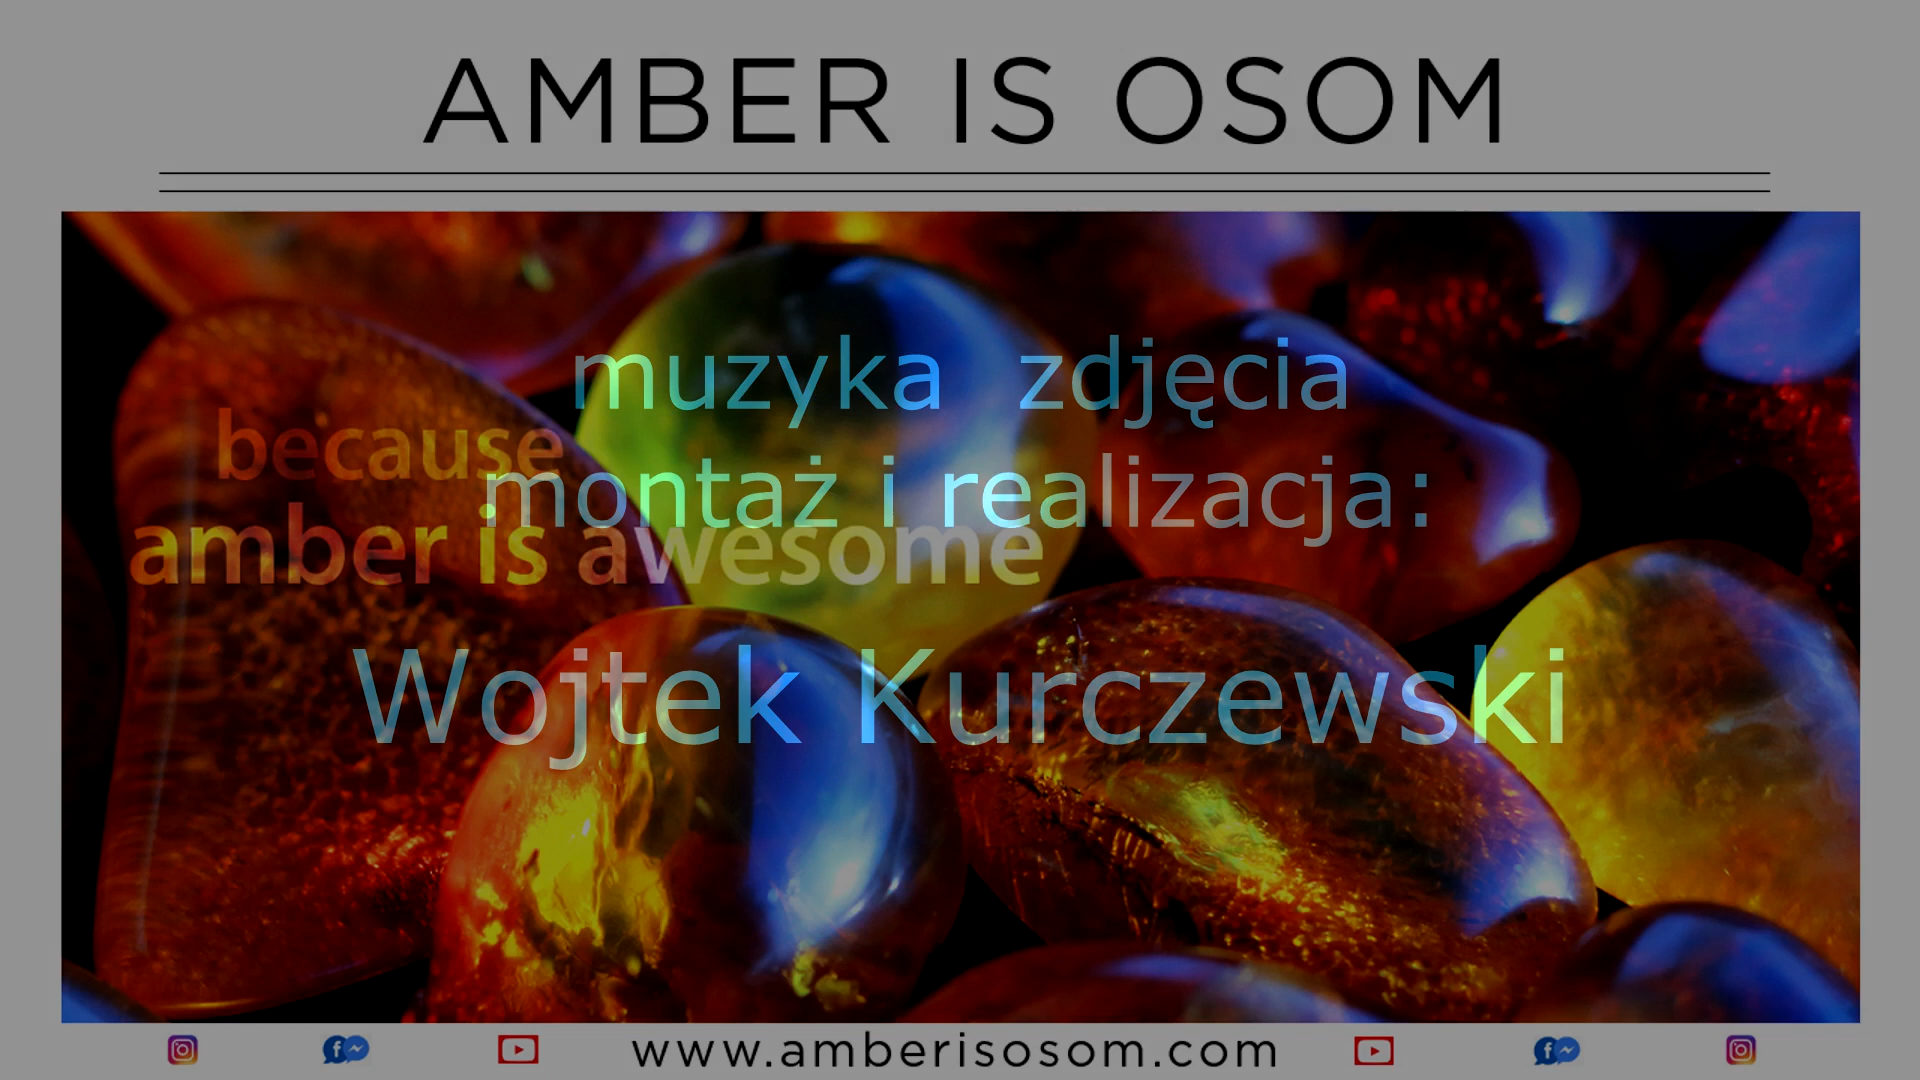 AMBER IS OSOM
muzyka zdjęcia
because
montaż i realizacja:
amber is awesome
Wojtek Kurczewski
www.amberisosom.com